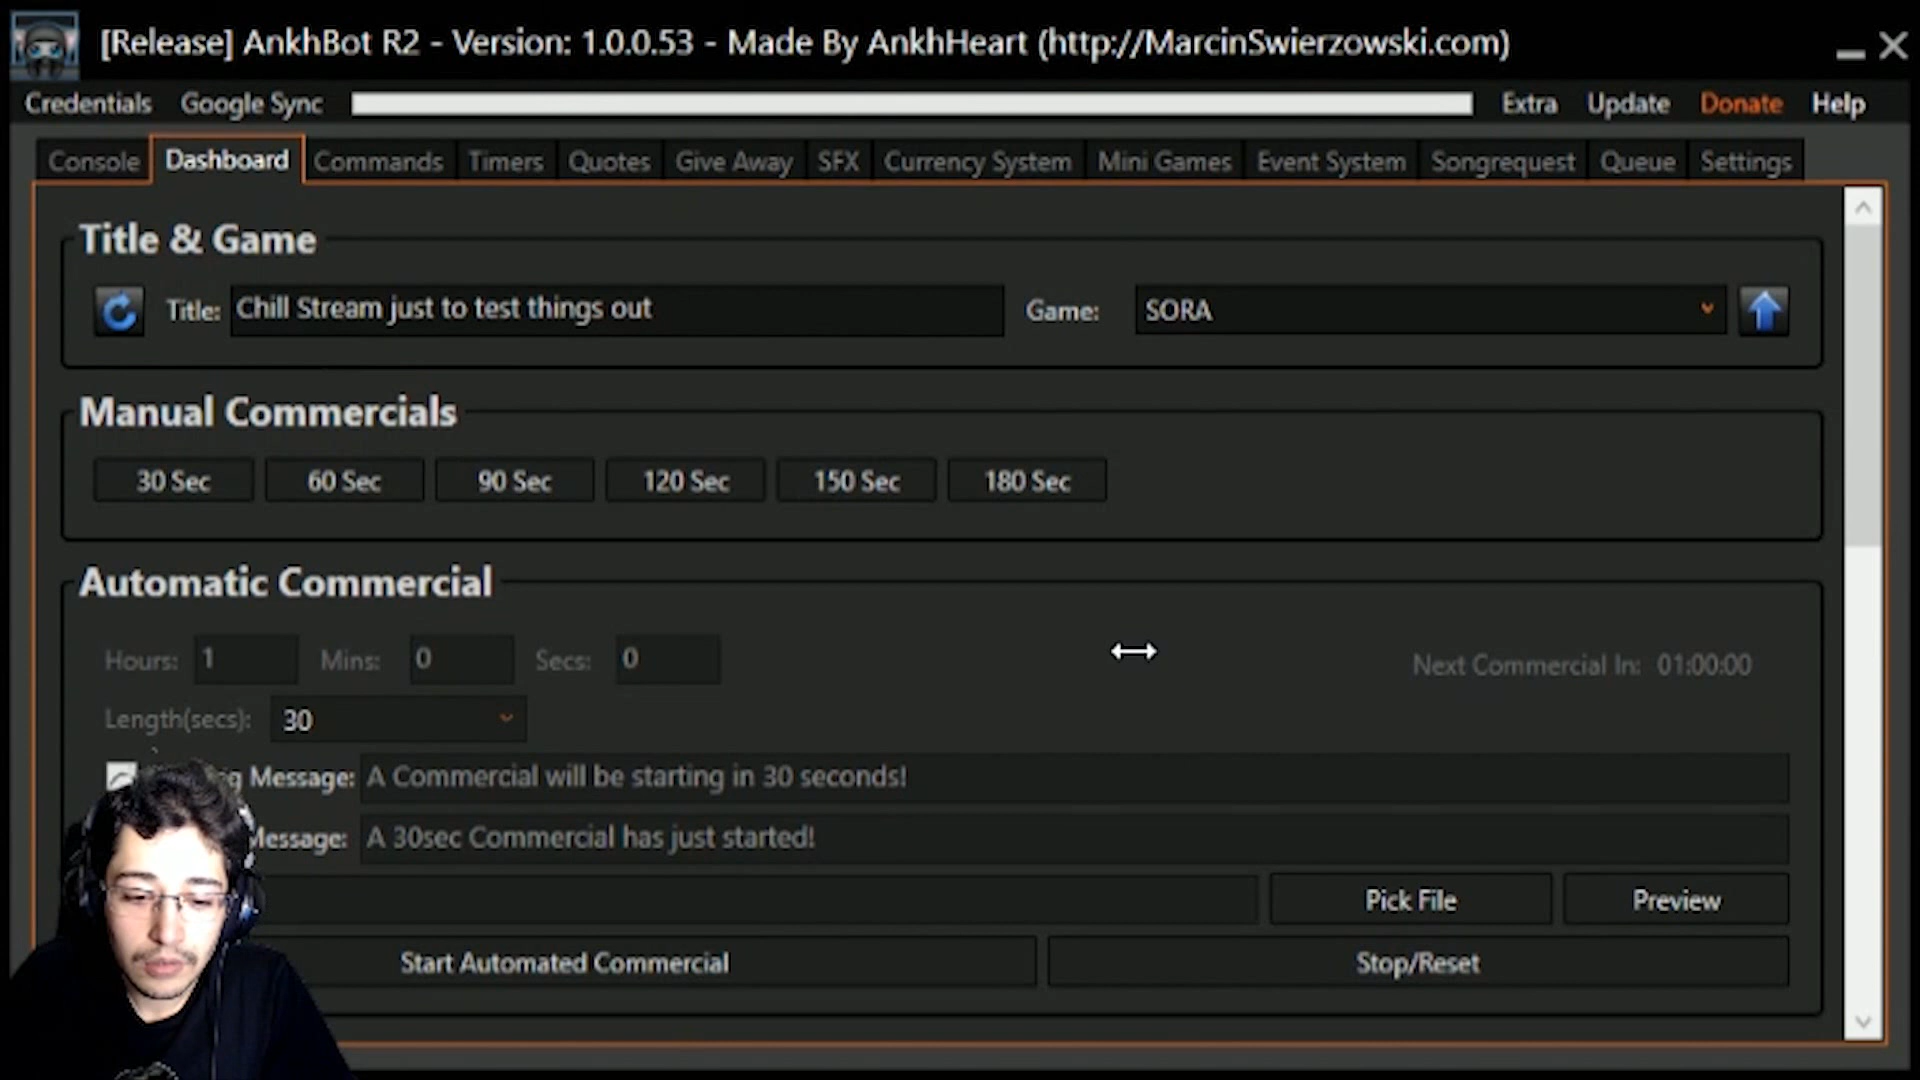 [Release] AnkhBot R2 - Version: 1.0.0.53 - Made By AnkhHeart (http://MarcinSwierzowski.com)
Credentials Google Sync Extra Update Donate Help
Console Dashboard Commands Timers Quotes Give Away SFX Currency System Mini Games Event System Songrequest Queue Settings
Title & Game
Title: Chill Stream just to test things out Game: SORA
Manual Commercials
30 Sec 60 Sec 90 Sec 120 Sec 150 Sec 180 Sec
Automatic Commercial
Hours: 1 Mins: 0 Secs: 0 Next Commercial In: 01:00:00
Length(secs): 30
Message: A Commercial will be starting in 30 seconds!
Message: A 30sec Commercial has just started!
Pick File Preview
Start Automated Commercial Stop/Reset